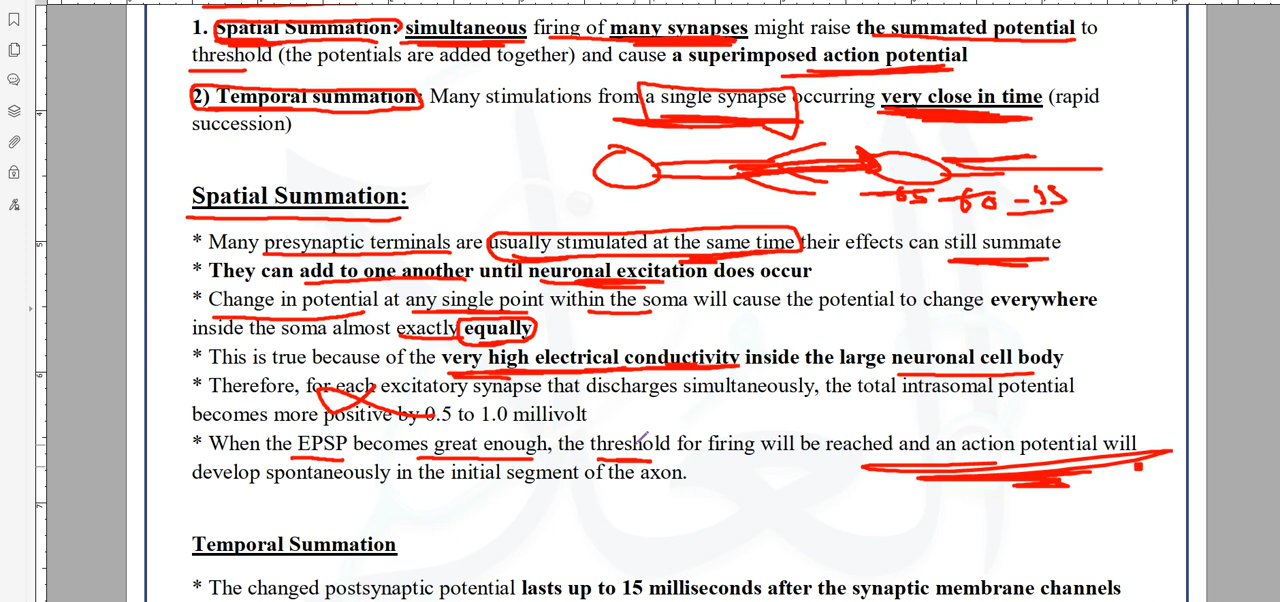 1. Spatial Summation: simultaneous firing of many synapses might raise the summated potential to
threshold (the potentials are added together) and cause a superimposed action potential
2) Temporal summation: Many stimulations from a single synapse occurring very close in time (rapid
succession)
-65 -60 -55
Spatial Summation:
* Many presynaptic terminals are usually stimulated at the same time their effects can still summate
* They can add to one another until neuronal excitation does occur
* Change in potential at any single point within the soma will cause the potential to change everywhere
inside the soma almost exactly equally
* This is true because of the very high electrical conductivity inside the large neuronal cell body
* Therefore, for each excitatory synapse that discharges simultaneously, the total intrasomal potential
becomes more positive by 0.5 to 1.0 millivolt
* When the EPSP becomes great enough, the threshold for firing will be reached and an action potential will
develop spontaneously in the initial segment of the axon.
Temporal Summation
* The changed postsynaptic potential lasts up to 15 milliseconds after the synaptic membrane channels